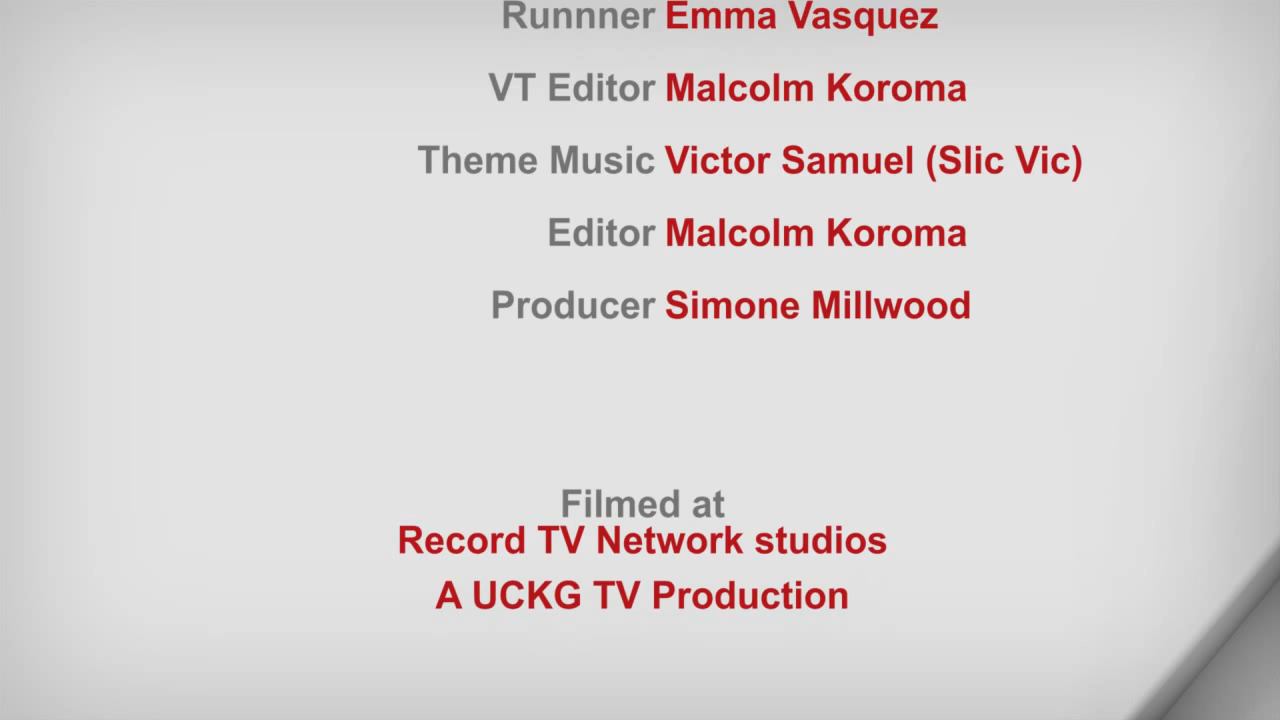 Runnner Emma Vasquez
VT Editor Malcolm Koroma
Theme Music Victor Samuel (Slic Vic)
Editor Malcolm Koroma
Producer Simone Millwood
Filmed at
Record TV Network studios
A UCKG TV Production